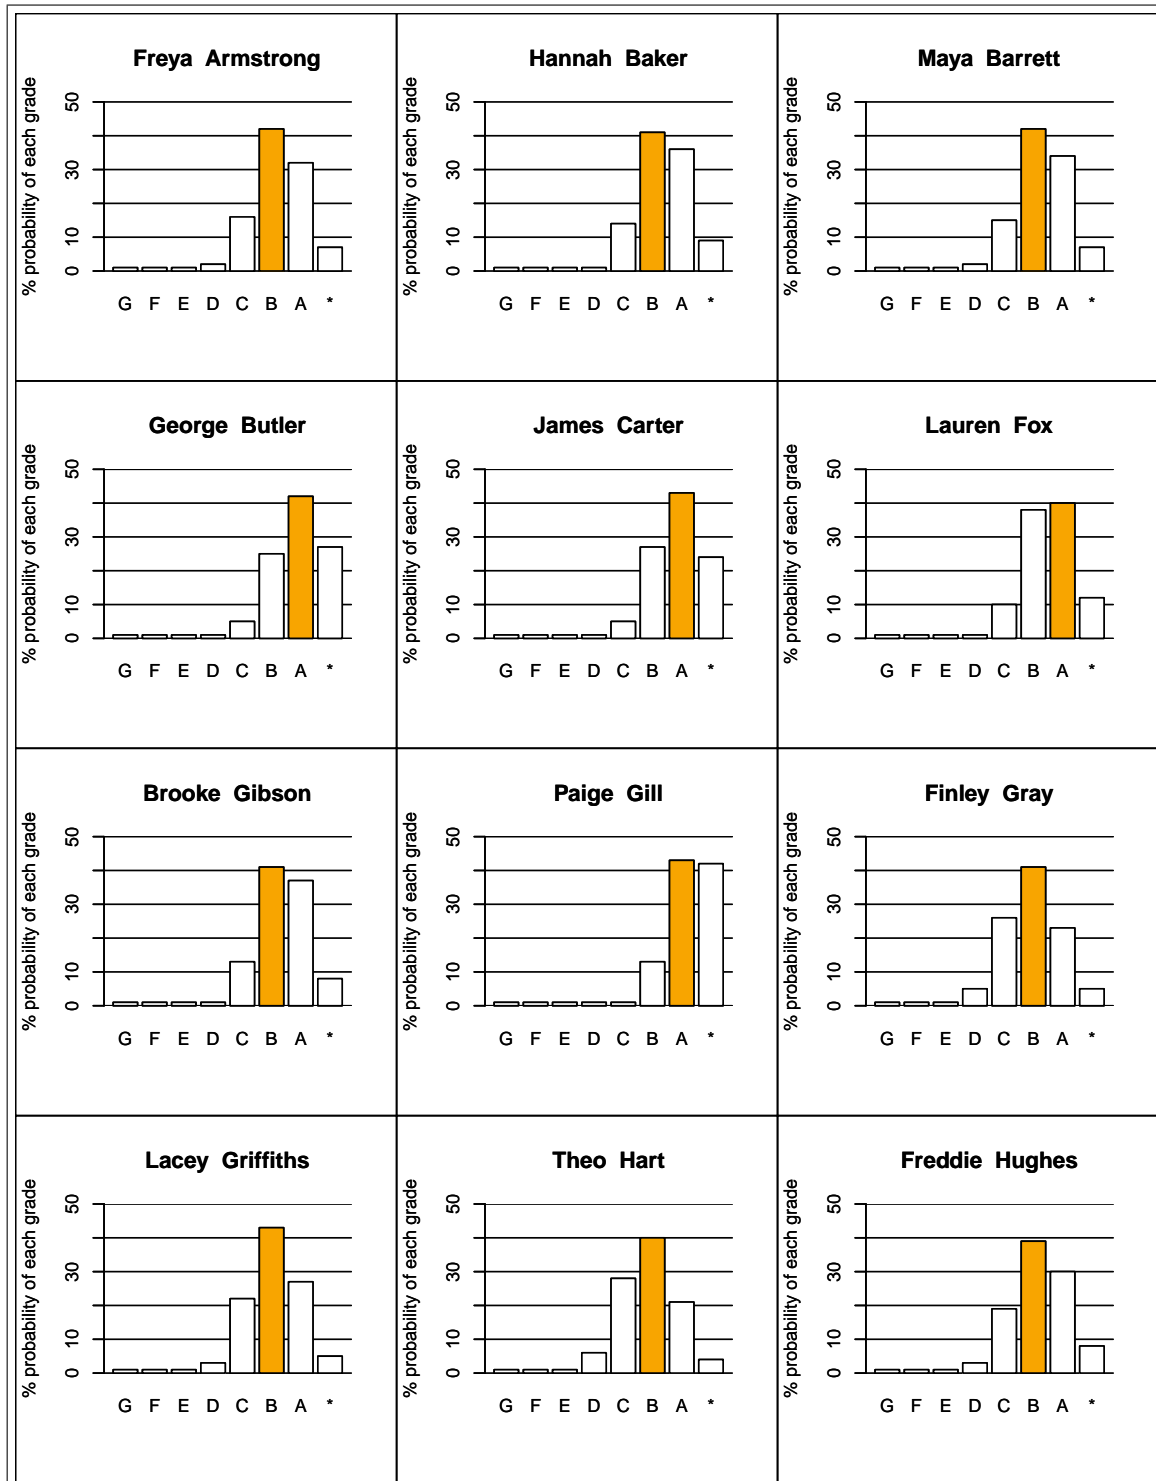 Freya Armstrong
% probability of each grade
50
30
10
0
G F E D C B A *
Hannah Baker
% probability of each grade
50
30
10
0
G F E D C B A *
Maya Barrett
% probability of each grade
50
30
10
0
G F E D C B A *
George Butler
% probability of each grade
50
30
10
0
G F E D C B A *
James Carter
% probability of each grade
50
30
10
0
G F E D C B A *
Lauren Fox
% probability of each grade
50
30
10
0
G F E D C B A *
Brooke Gibson
% probability of each grade
50
30
10
0
G F E D C B A *
Paige Gill
% probability of each grade
50
30
10
0
G F E D C B A *
Finley Gray
% probability of each grade
50
30
10
0
G F E D C B A *
Lacey Griffiths
% probability of each grade
50
30
10
0
G F E D C B A *
Theo Hart
% probability of each grade
50
30
10
0
G F E D C B A *
Freddie Hughes
% probability of each grade
50
30
10
0
G F E D C B A *